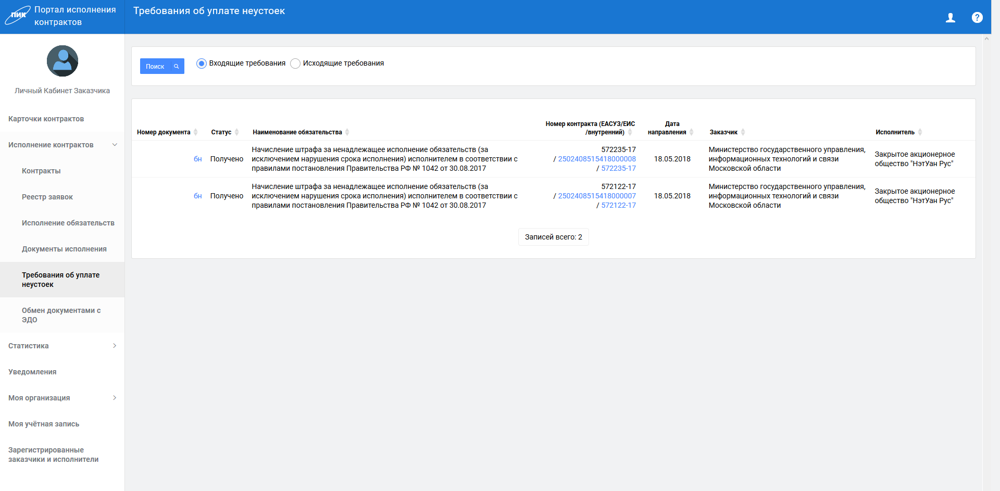 ПИК
Портал исполнения
контрактов
Требования об уплате неустоек
?
Личный Кабинет Заказчика
Карточки контрактов
Исполнение контрактов
Контракты
Реестр заявок
Исполнение обязательств
Документы исполнения
Требования об уплате
неустоек
Обмен документами с
ЭДО
Статистика
Уведомления
Моя организация
Моя учётная запись
Зарегистрированные
заказчики и исполнители
Поиск
Входящие требования Исходящие требования
Номер документа
Статус
Наименование обязательства
Номер контракта (ЕАСУЗ/ЕИС
/внутренний)
Дата
направления
Заказчик
Исполнитель
бн
Получено
Начисление штрафа за ненадлежащее исполнение обязательств (за
исключением нарушения срока исполнения) исполнителем в соответствии с
правилами постановления Правительства РФ № 1042 от 30.08.2017
572235-17
/ 2502408515418000008
/ 572235-17
18.05.2018
Министерство государственного управления,
информационных технологий и связи
Московской области
Закрытое акционерное
общество "НэтУан Рус"
бн
Получено
Начисление штрафа за ненадлежащее исполнение обязательств (за
исключением нарушения срока исполнения) исполнителем в соответствии с
правилами постановления Правительства РФ № 1042 от 30.08.2017
572122-17
/ 2502408515418000007
/ 572122-17
18.05.2018
Министерство государственного управления,
информационных технологий и связи
Московской области
Закрытое акционерное
общество "НэтУан Рус"
Записей всего: 2